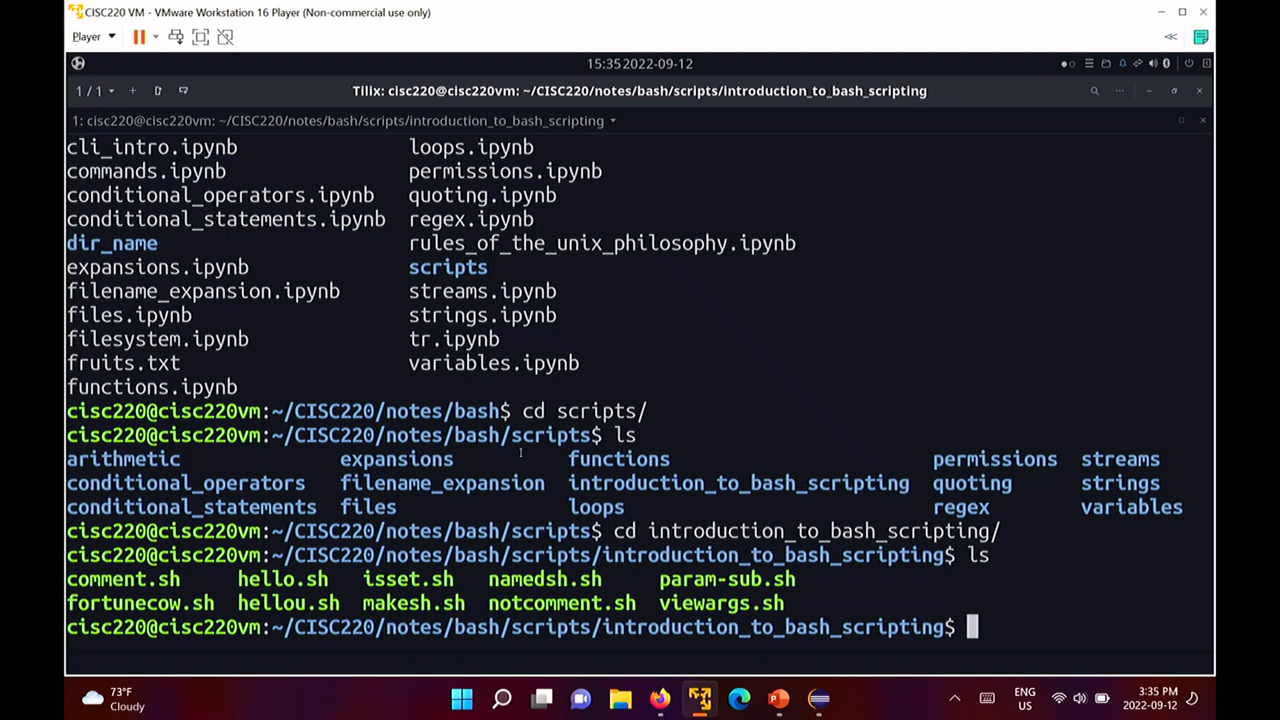 CISC220 VM - VMware Workstation 16 Player (Non-commercial use only)
Player
15:35 2022-09-12
1 / 1
Tilix: cisc220@cisc220vm: ~/CISC220/notes/bash/scripts/introduction_to_bash_scripting
1: cisc220@cisc220vm: ~/CISC220/notes/bash/scripts/introduction_to_bash_scripting
cli_intro.ipynb loops.ipynb
commands.ipynb permissions.ipynb
conditional_operators.ipynb quoting.ipynb
conditional_statements.ipynb regex.ipynb
dir_name rules_of_the_unix_philosophy.ipynb
expansions.ipynb scripts
filename_expansion.ipynb streams.ipynb
files.ipynb strings.ipynb
filesystem.ipynb tr.ipynb
fruits.txt variables.ipynb
functions.ipynb
cisc220@cisc220vm:~/CISC220/notes/bash$ cd scripts/
cisc220@cisc220vm:~/CISC220/notes/bash/scripts$ ls
arithmetic expansions functions permissions streams
conditional_operators filename_expansion introduction_to_bash_scripting quoting strings
conditional_statements files loops regex variables
cisc220@cisc220vm:~/CISC220/notes/bash/scripts$ cd introduction_to_bash_scripting/
cisc220@cisc220vm:~/CISC220/notes/bash/scripts/introduction_to_bash_scripting$ ls
comment.sh hello.sh isset.sh namedsh.sh param-sub.sh
fortunecow.sh hellou.sh makesh.sh notcomment.sh viewargs.sh
cisc220@cisc220vm:~/CISC220/notes/bash/scripts/introduction_to_bash_scripting$
73°F
Cloudy
ENG
US
3:35 PM
2022-09-12